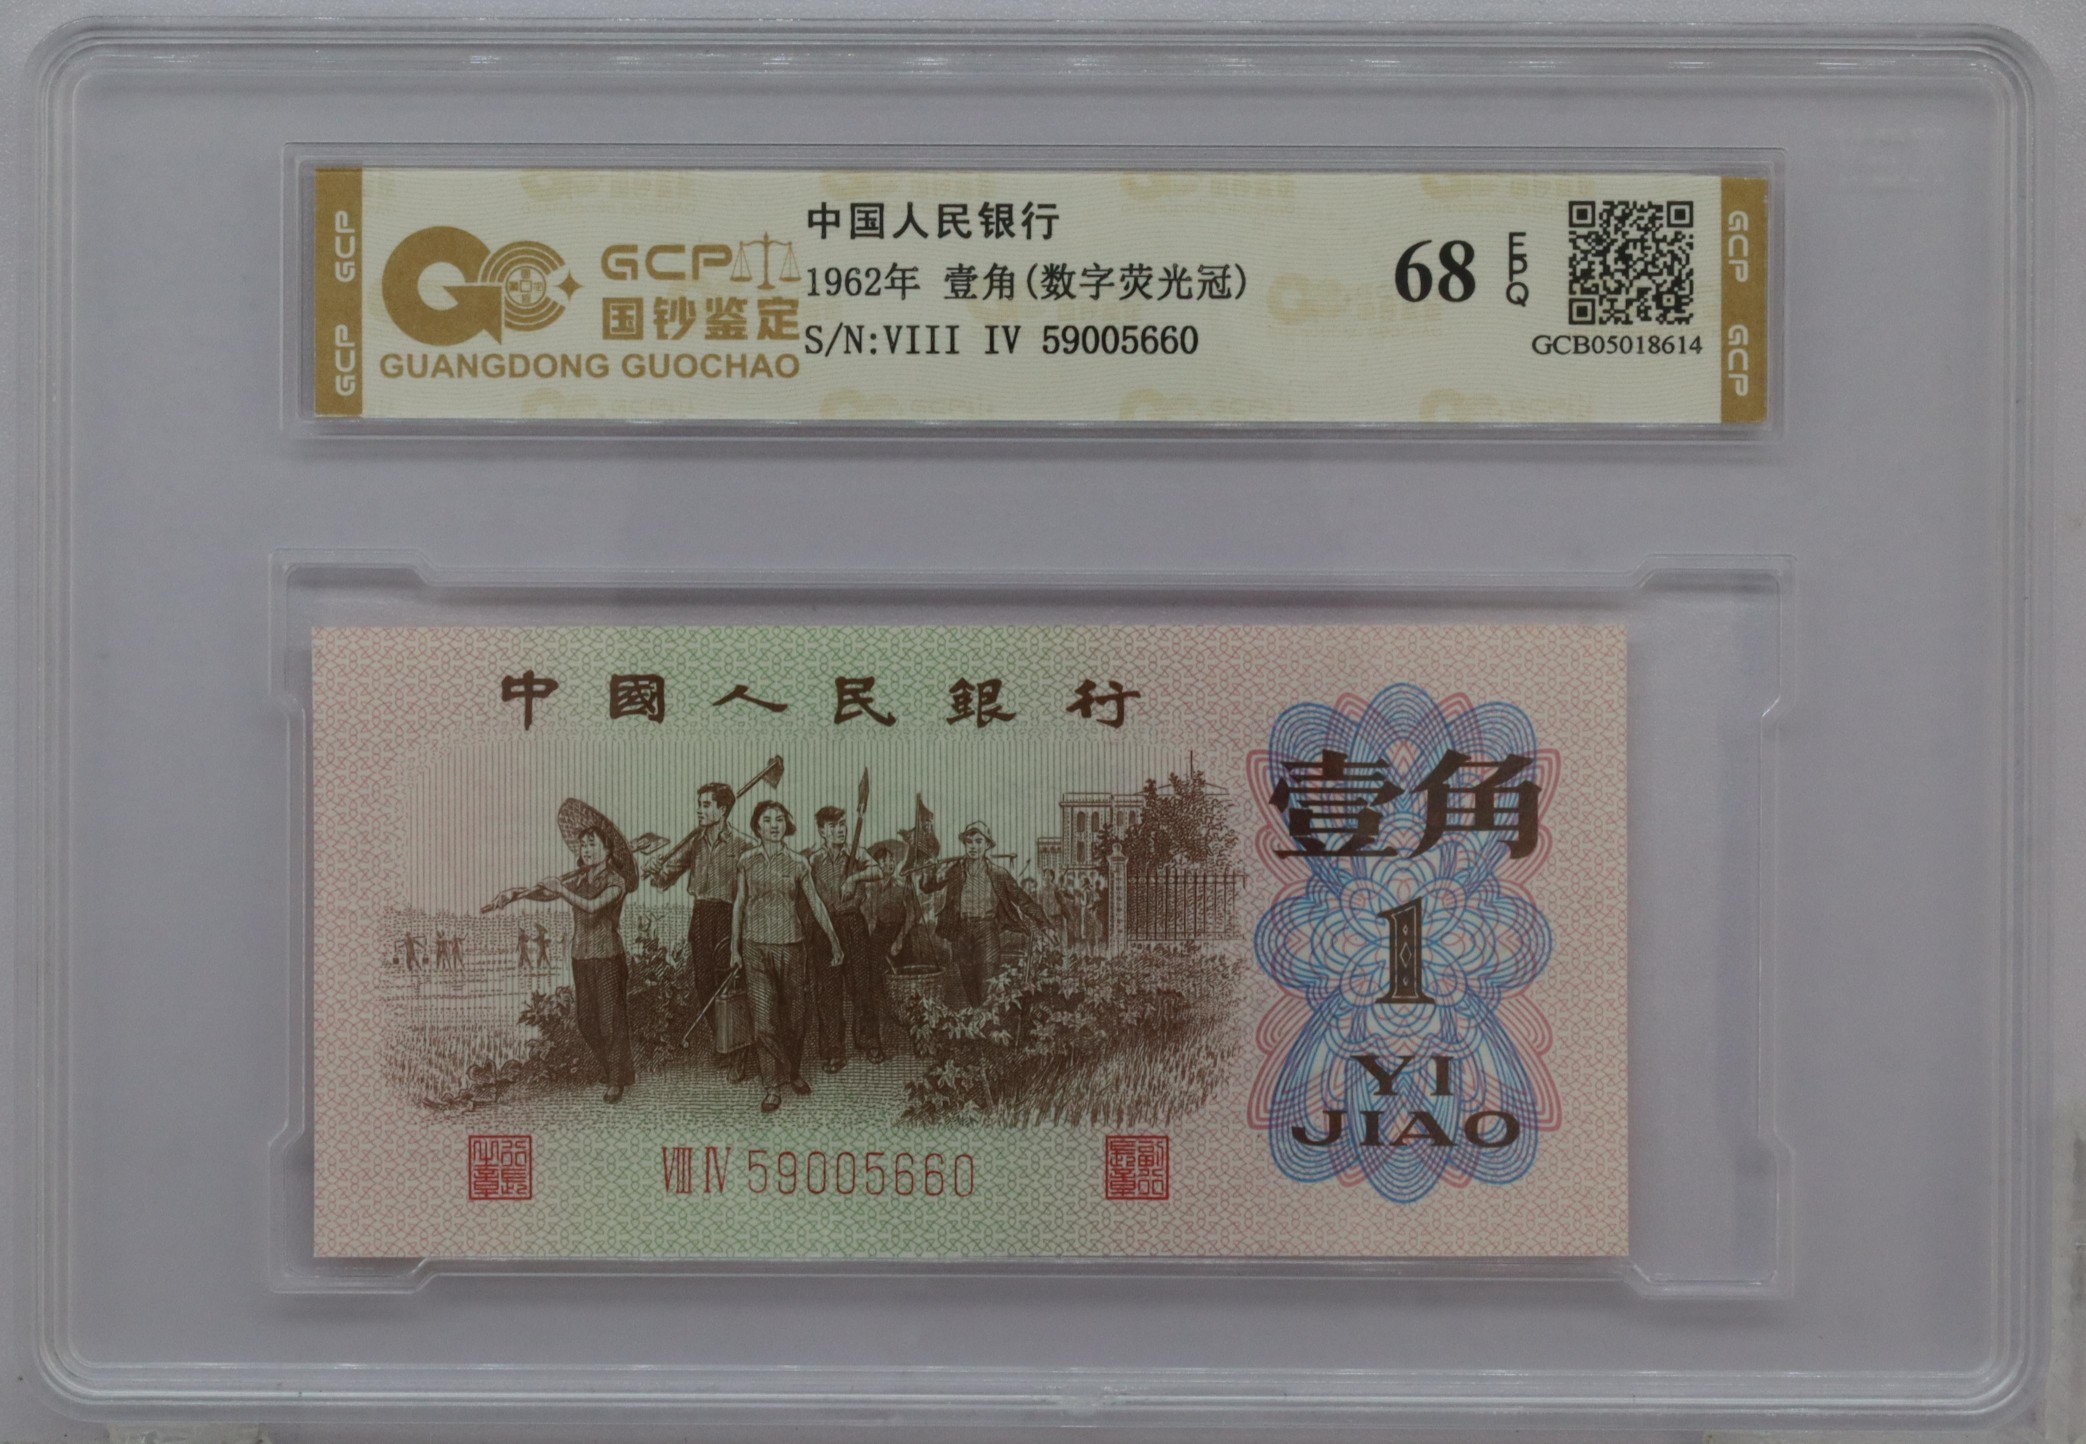 GCP GCP
GCP
国钞鉴定
GUANGDONG GUOCHAO
中国人民银行
1962年 壹角(数字荧光冠)
S/N:VIII IV 59005660
68
EPQ
GCB05018614
GCP GCP
中國人民銀行
壹角
1
YI
JIAO
VIII IV 59005660